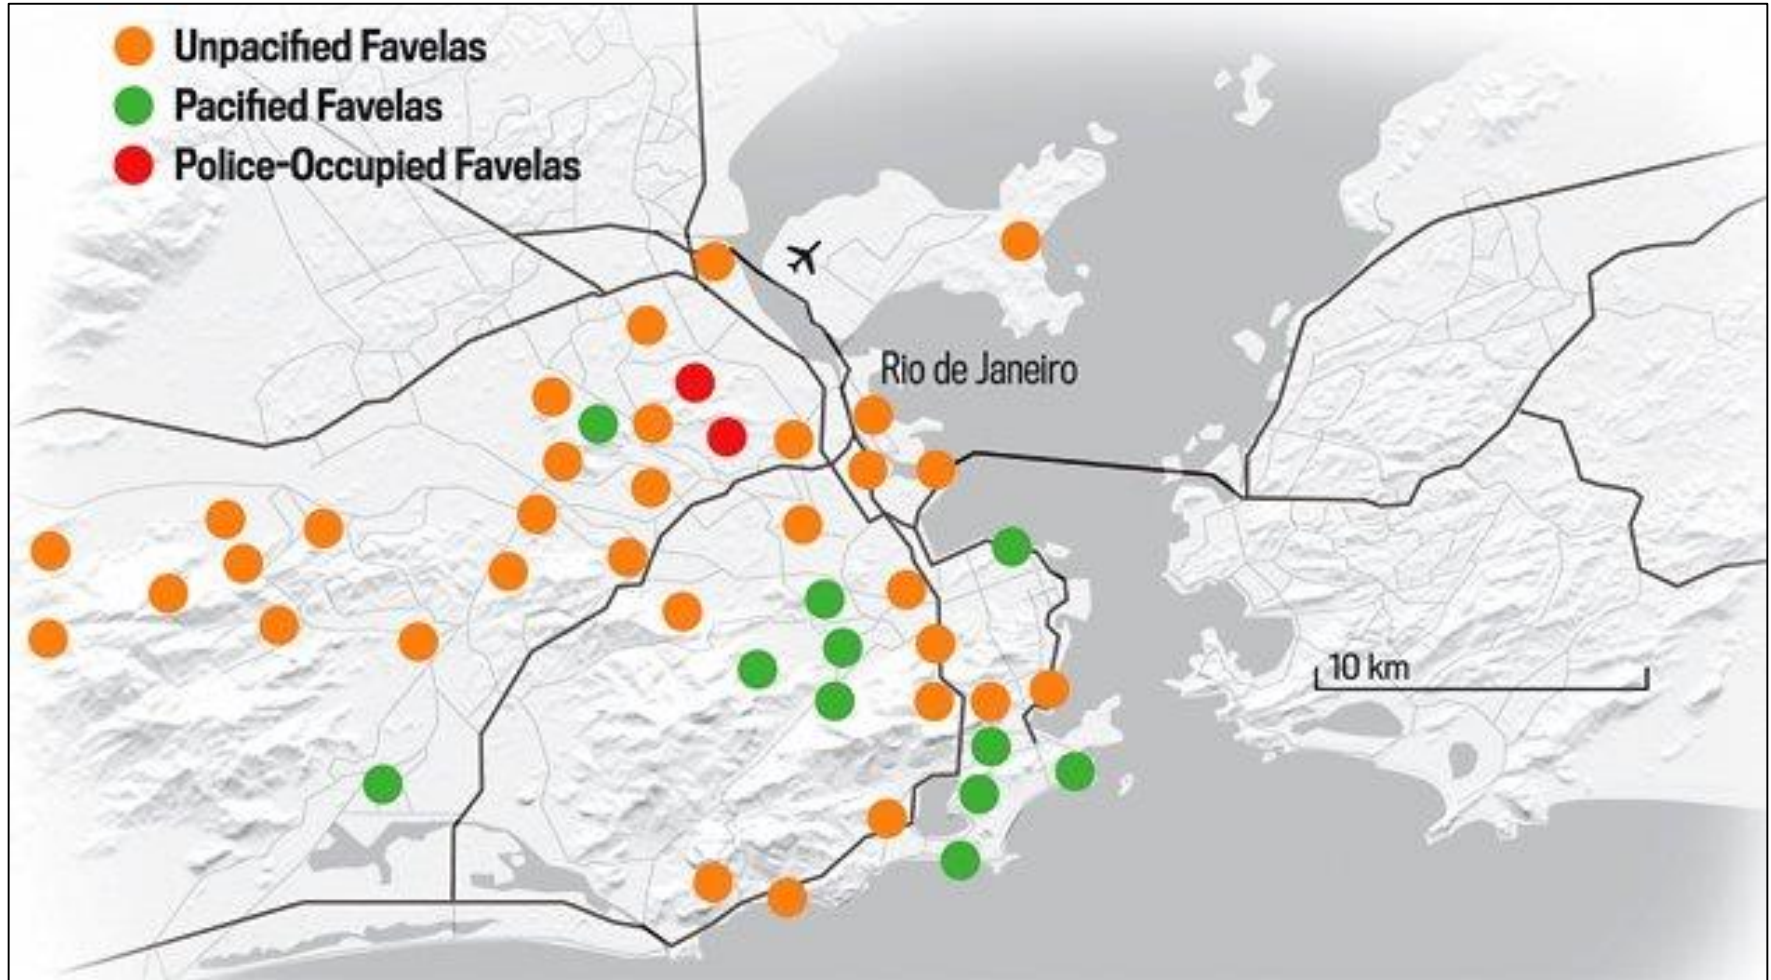 Unpacified Favelas
Pacified Favelas
Police-Occupied Favelas
Rio de Janeiro
10 km